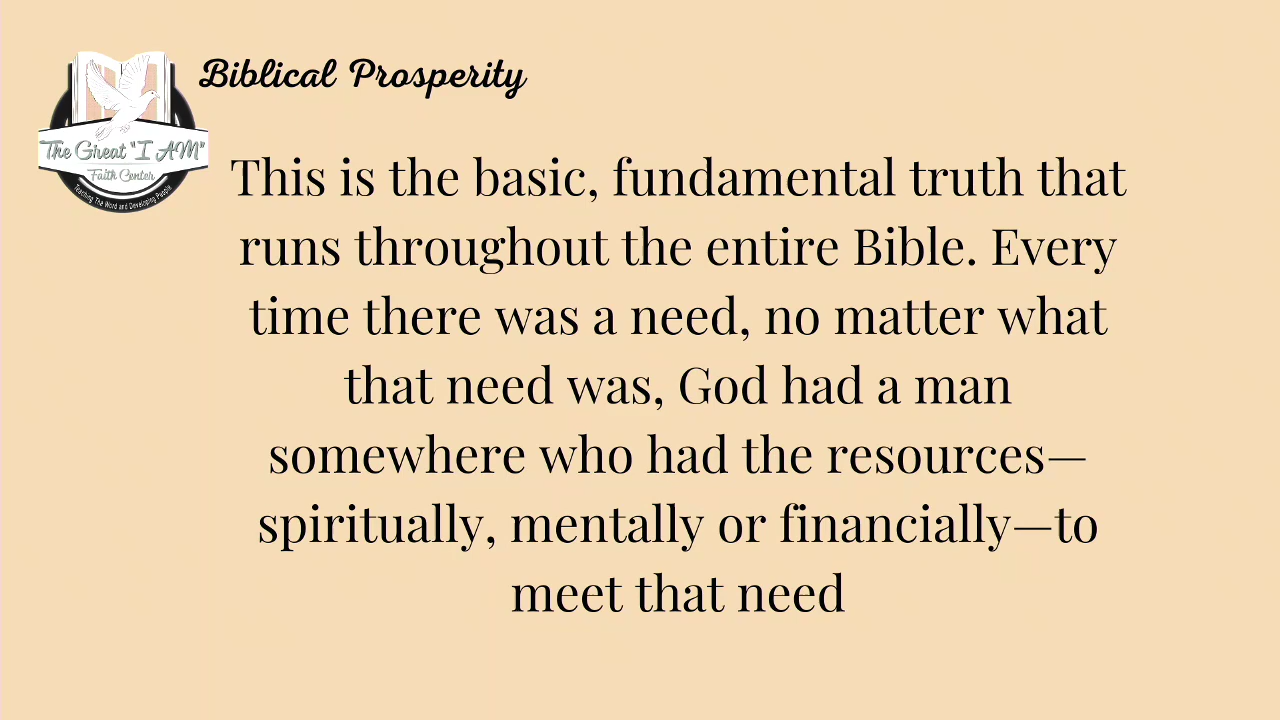 Biblical Prosperity
The Great "I AM"
Faith Center
Teaching The Word and Developing People
This is the basic, fundamental truth that
runs throughout the entire Bible. Every
time there was a need, no matter what
that need was, God had a man
somewhere who had the resources—
spiritually, mentally or financially—to
meet that need